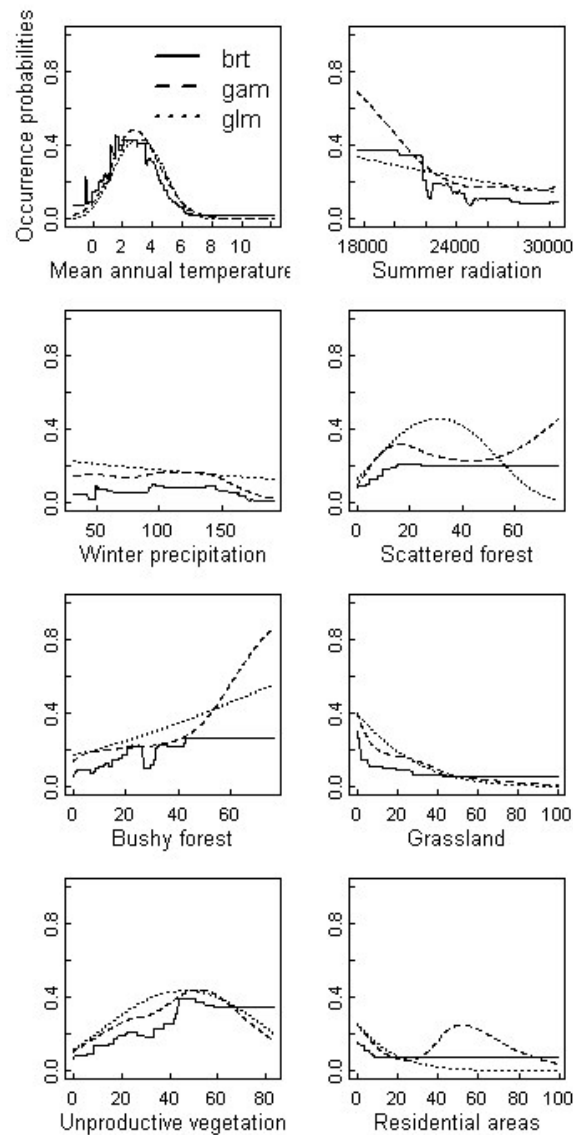 Occurrence probabilities
0.0 0.4 0.8
brt
gam
glm
0 2 4 6 8 10
Mean annual temperature
0.0 0.4 0.8
18000 24000 30000
Summer radiation
0.0 0.4 0.8
50 100 150
Winter precipitation
0.0 0.4 0.8
0 20 40 60
Scattered forest
0.0 0.4 0.8
0 20 40 60
Bushy forest
0.0 0.4 0.8
0 20 40 60 80 100
Grassland
0.0 0.4 0.8
0 20 40 60 80
Unproductive vegetation
0.0 0.4 0.8
0 20 40 60 80 100
Residential areas